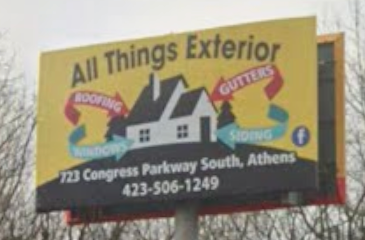 All Things Exterior
ROOFING
GUTTERS
WINDOWS
SIDING
f
723 Congress Parkway South, Athens
423-506-1249